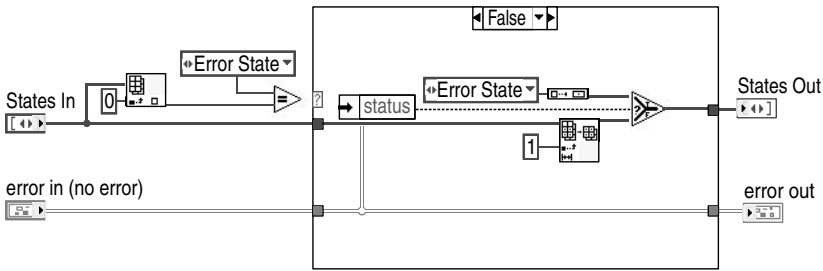 False
Error State
States In
0
=
?
status
Error State
?
T
F
1
States Out
error in (no error)
error out